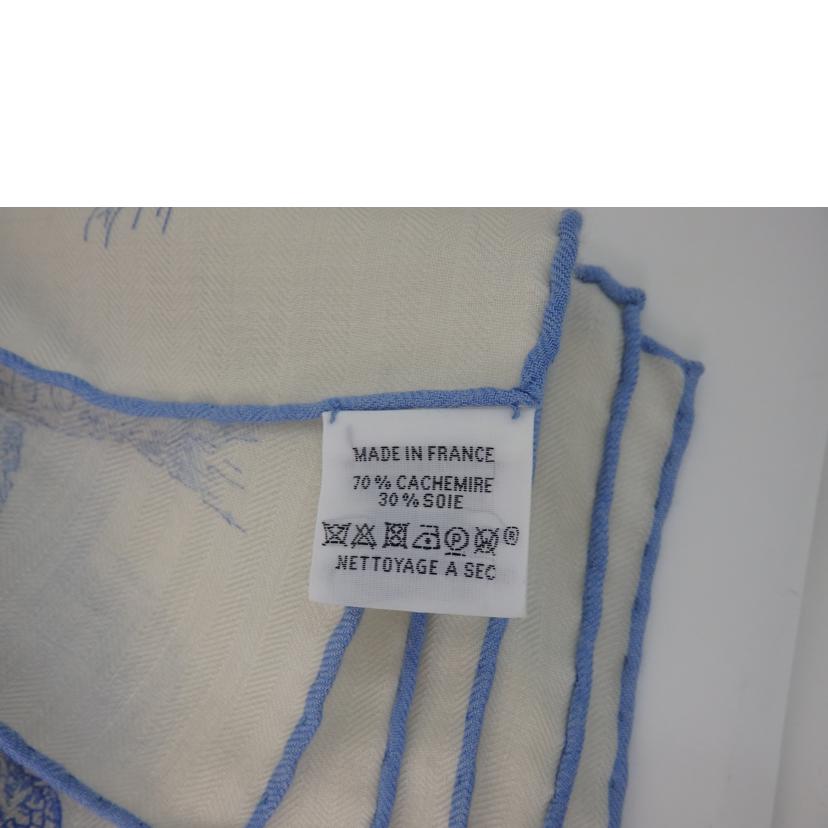 MADE IN FRANCE
70 % CACHEMIRE
30 % SOIE
P W ®
NETTOYAGE A SEC